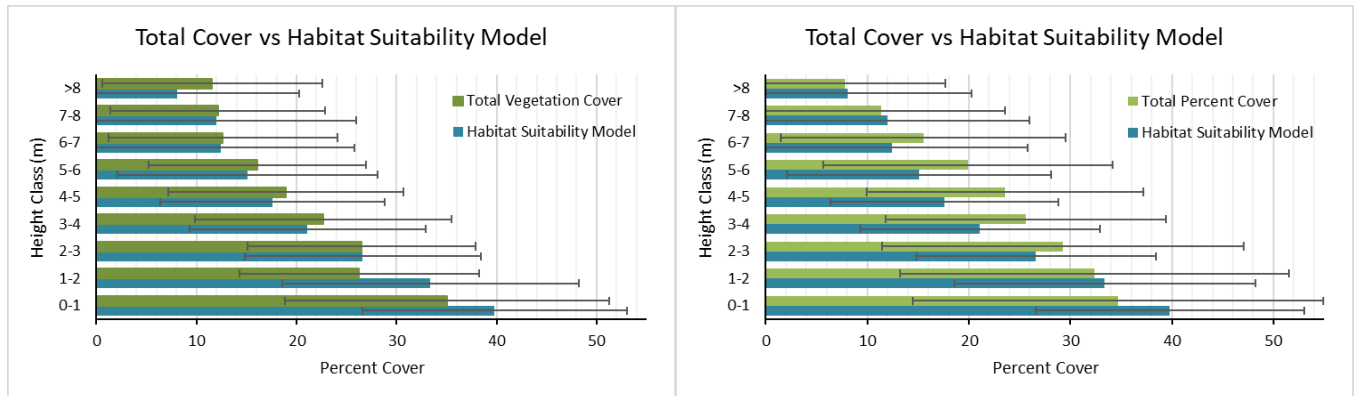 Total Cover vs Habitat Suitability Model
Height Class (m)
>8
7-8
6-7
5-6
4-5
3-4
2-3
1-2
0-1
Total Vegetation Cover
Habitat Suitability Model
0 10 20 30 40 50
Percent Cover
Total Cover vs Habitat Suitability Model
Height Class (m)
>8
7-8
6-7
5-6
4-5
3-4
2-3
1-2
0-1
Total Percent Cover
Habitat Suitability Model
0 10 20 30 40 50
Percent Cover